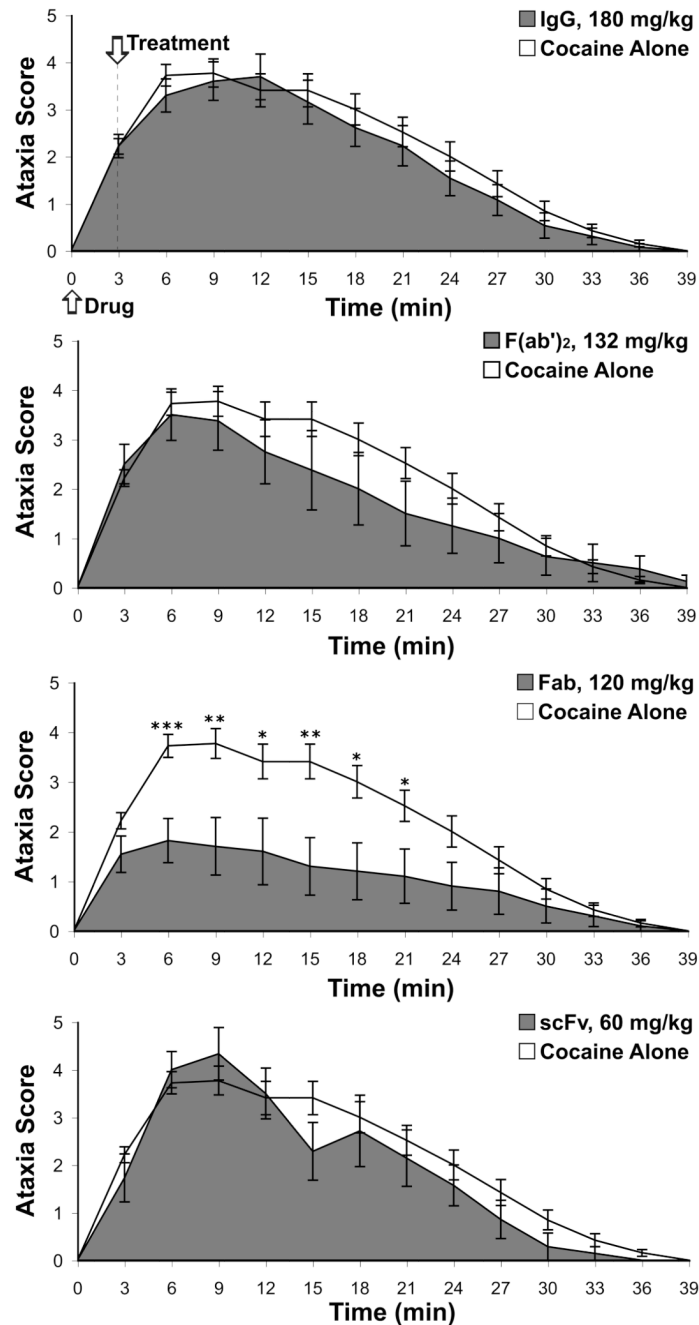 IgG, 180 mg/kg
Cocaine Alone
Treatment
Ataxia Score
5
4
3
2
1
0
0 3 6 9 12 15 18 21 24 27 30 33 36 39
Drug
Time (min)
F(ab')₂, 132 mg/kg
Cocaine Alone
Ataxia Score
5
4
3
2
1
0
0 3 6 9 12 15 18 21 24 27 30 33 36 39
Time (min)
Fab, 120 mg/kg
Cocaine Alone
Ataxia Score
5
4
3
2
1
0
*** ** * ** * *
0 3 6 9 12 15 18 21 24 27 30 33 36 39
Time (min)
scFv, 60 mg/kg
Cocaine Alone
Ataxia Score
5
4
3
2
1
0
0 3 6 9 12 15 18 21 24 27 30 33 36 39
Time (min)